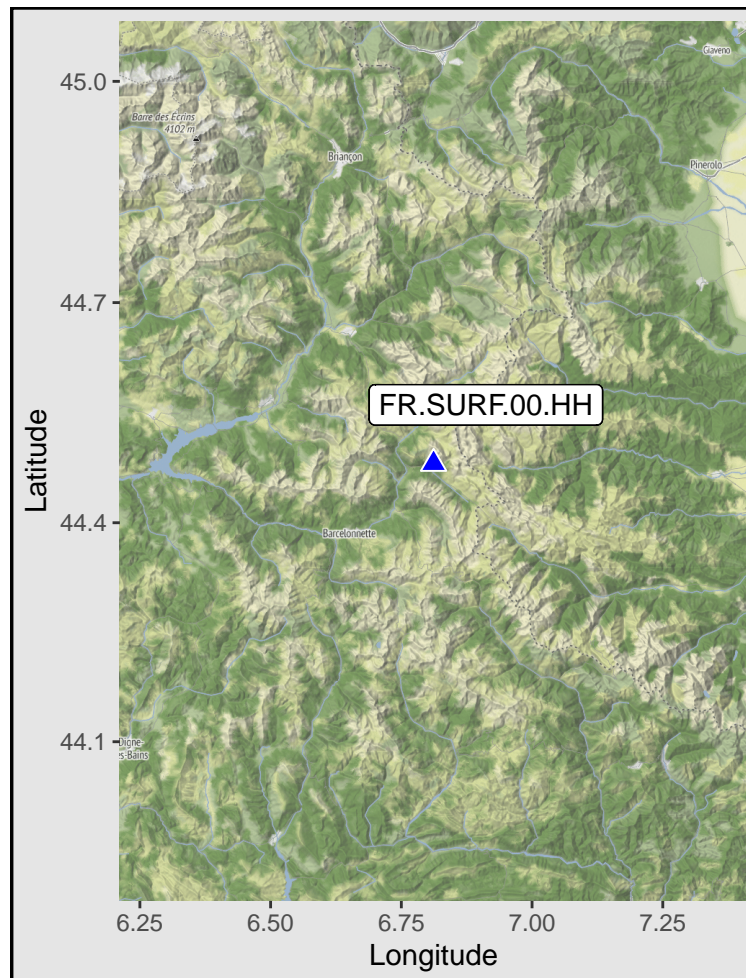 Giaveno
45.0
Barre des Ecrins
4102 m
Briançon
Pinerolo
44.7
FR.SURF.00.HH
Latitude
44.4
Barcelonnette
44.1
Digne-
es-Bains
6.25 6.50 6.75 7.00 7.25
Longitude